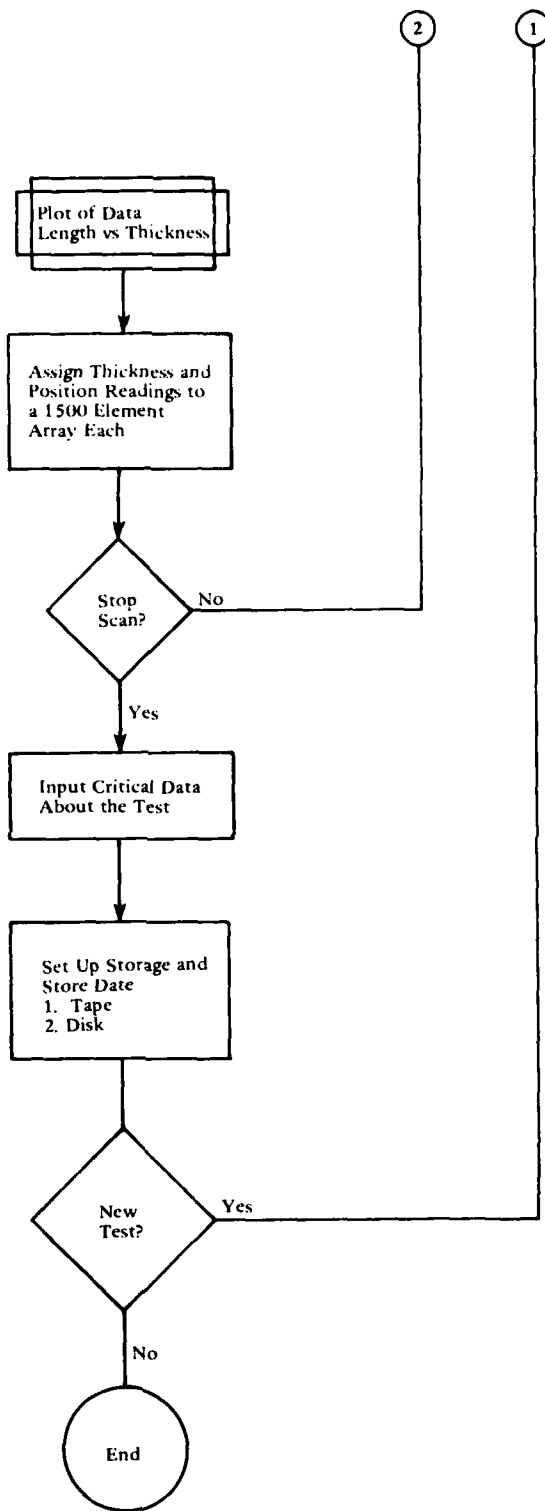 2
1
Plot of Data
Length vs Thickness
Assign Thickness and
Position Readings to
a 1500 Element
Array Each
Stop
Scan?
No
Yes
Input Critical Data
About the Test
Set Up Storage and
Store Date
1. Tape
2. Disk
New
Test?
Yes
No
End